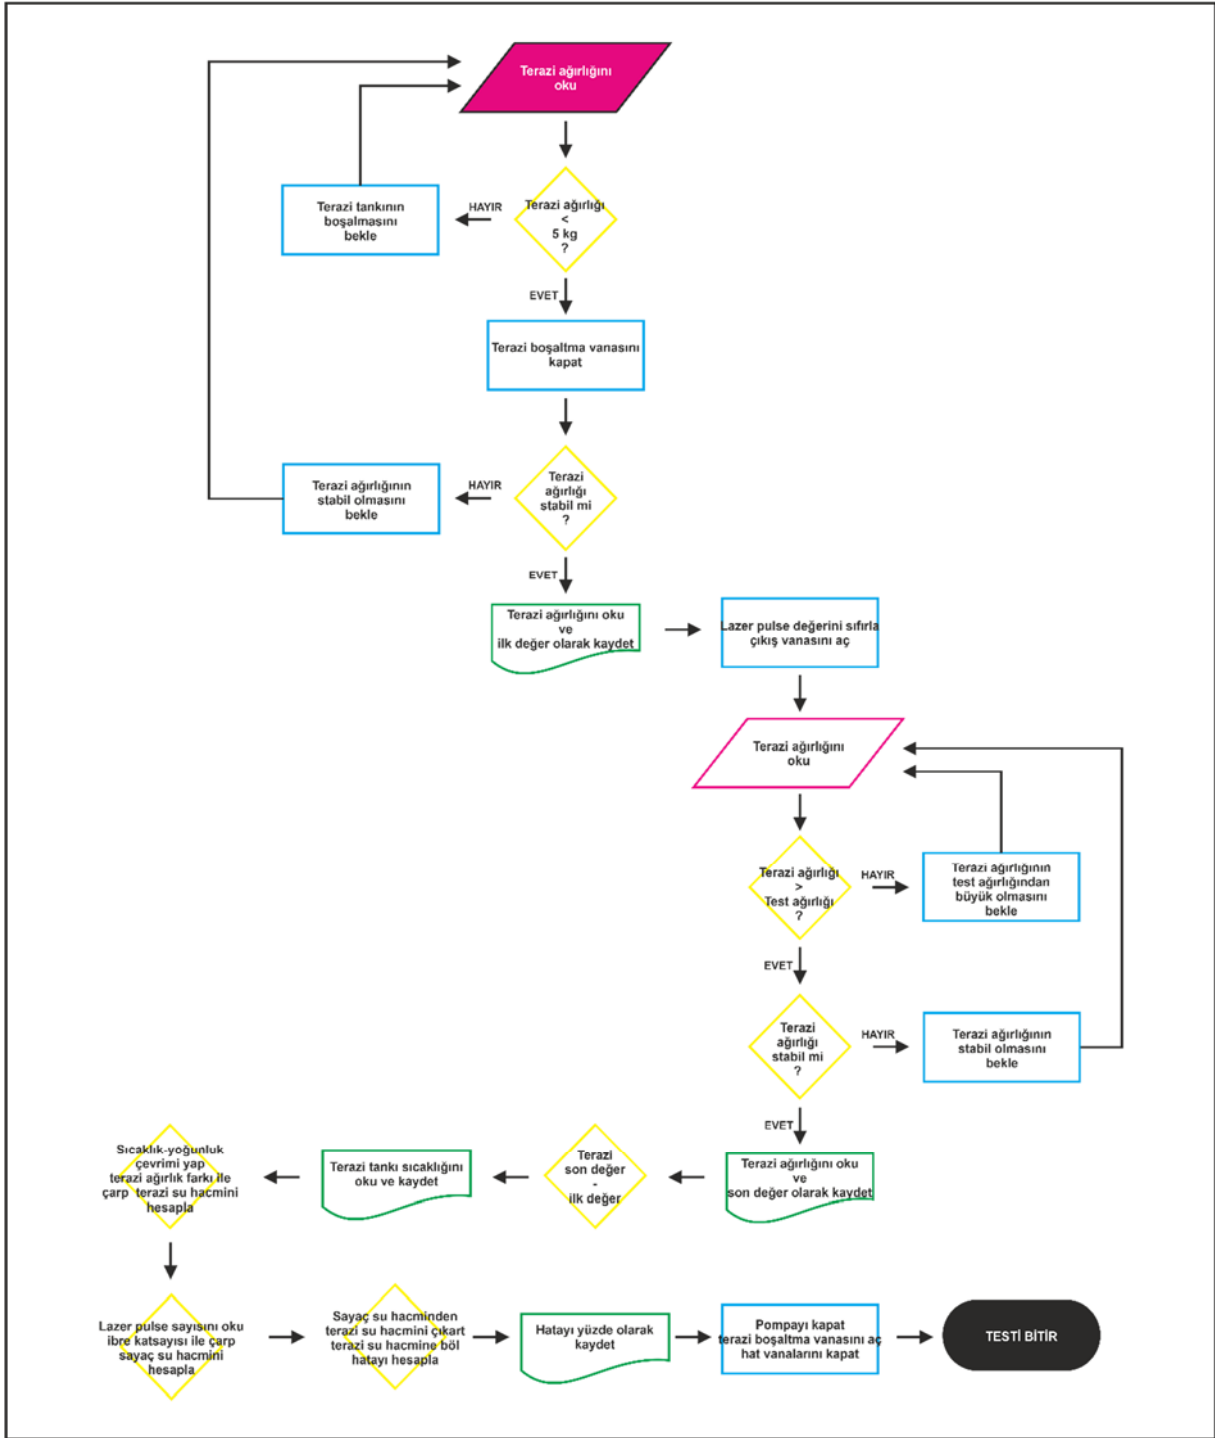 Terazi ağırlığını
oku
Terazi ağırlığı
<
5 kg
?
HAYIR
Terazi tankının
boşalmasını
bekle
EVET
Terazi boşaltma vanasını
kapat
Terazi
ağırlığı
stabil mi
?
HAYIR
Terazi ağırlığının
stabil olmasını
bekle
EVET
Terazi ağırlığını oku
ve
ilk değer olarak kaydet
Lazer pulse değerini sıfırla
çıkış vanasını aç
Terazi ağırlığını
oku
Terazi ağırlığı
>
Test ağırlığı
?
HAYIR
Terazi ağırlığının
test ağırlığından
büyük olmasını
bekle
EVET
Terazi
ağırlığı
stabil mi
?
HAYIR
Terazi ağırlığının
stabil olmasını
bekle
EVET
Terazi ağırlığını oku
ve
son değer olarak kaydet
Terazi
son değer
-
ilk değer
Terazi tankı sıcaklığını
oku ve kaydet
Sıcaklık-yoğunluk
çevrimi yap
terazi ağırlık farkı ile
çarp terazi su hacmini
hesapla
Lazer pulse sayısını oku
ibre katsayısı ile çarp
sayaç su hacmini
hesapla
Sayaç su hacminden
terazi su hacmini çıkart
terazi su hacmine böl
hatayı hesapla
Hatayı yüzde olarak
kaydet
Pompayı kapat
terazi boşaltma vanasını aç
hat vanalarını kapat
TESTİ BİTİR